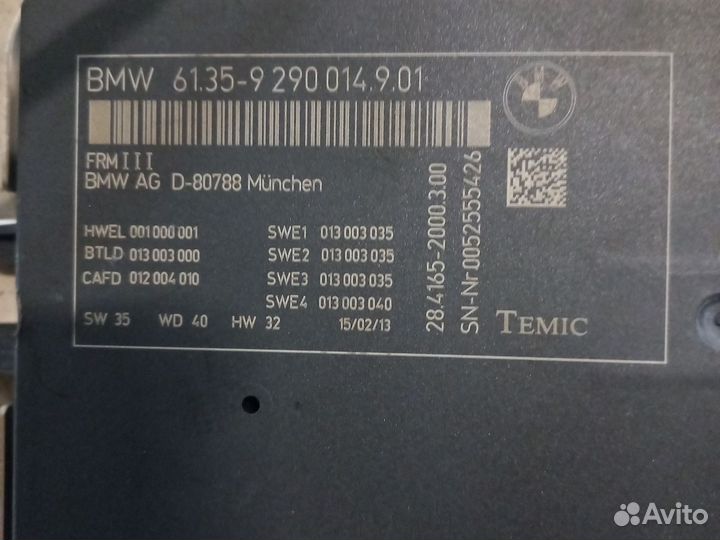 BMW 61.35-9 290 014.9.01
FRM III
BMW AG D-80788 München
HWEL 001 000 001
BTLD 013 003 000
CAFD 012 004 010
SWE1 013 003 035
SWE2 013 003 035
SWE3 013 003 035
SWE4 013 003 040
SW 35 WD 40 HW 32 15/02/13
28.4165-2000.3.00
SN-Nr 0052555426
TEMIC
Avito